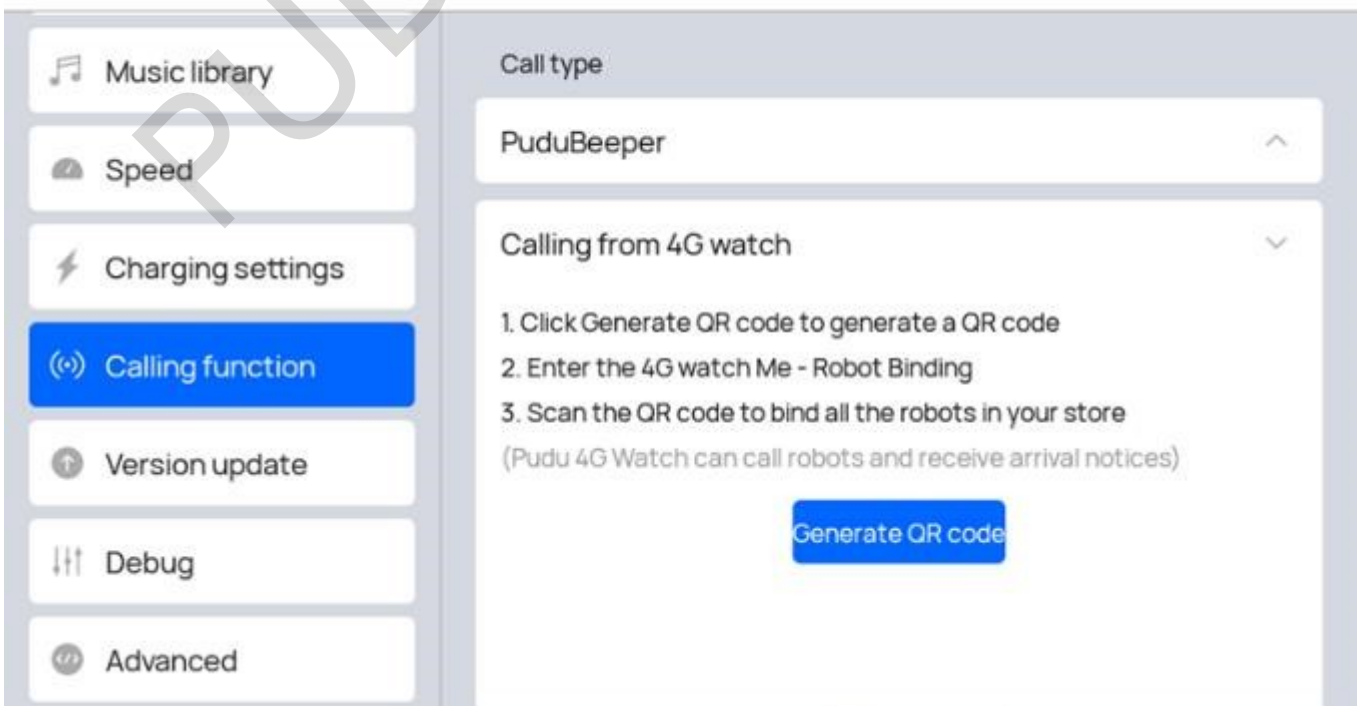 Music library
Speed
Charging settings
Calling function
Version update
Debug
Advanced
Call type
PuduBeeper
Calling from 4G watch
1. Click Generate QR code to generate a QR code
2. Enter the 4G watch Me - Robot Binding
3. Scan the QR code to bind all the robots in your store
(Pudu 4G Watch can call robots and receive arrival notices)
Generate QR code
PU